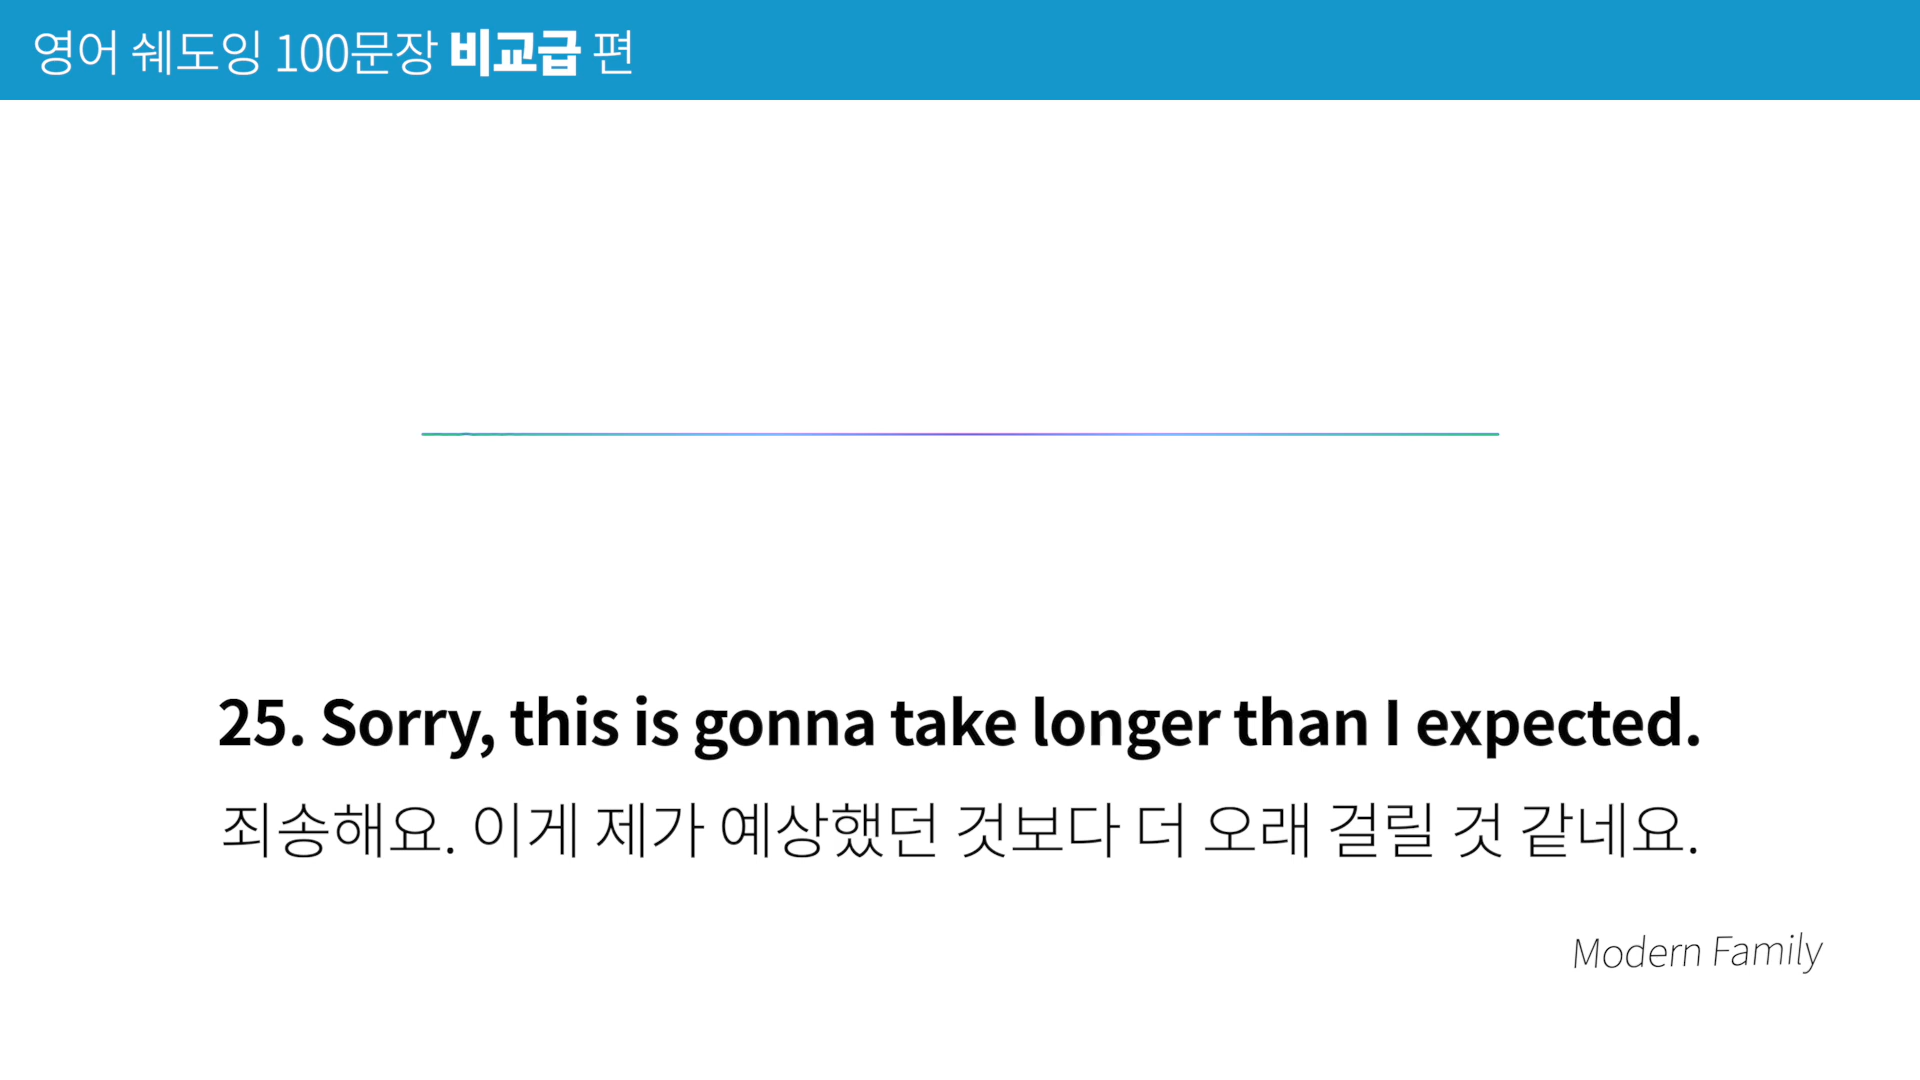 영어 쉐도잉 100문장 비교급 편
25. Sorry, this is gonna take longer than I expected.
죄송해요. 이게 제가 예상했던 것보다 더 오래 걸릴 것 같네요.
Modern Family